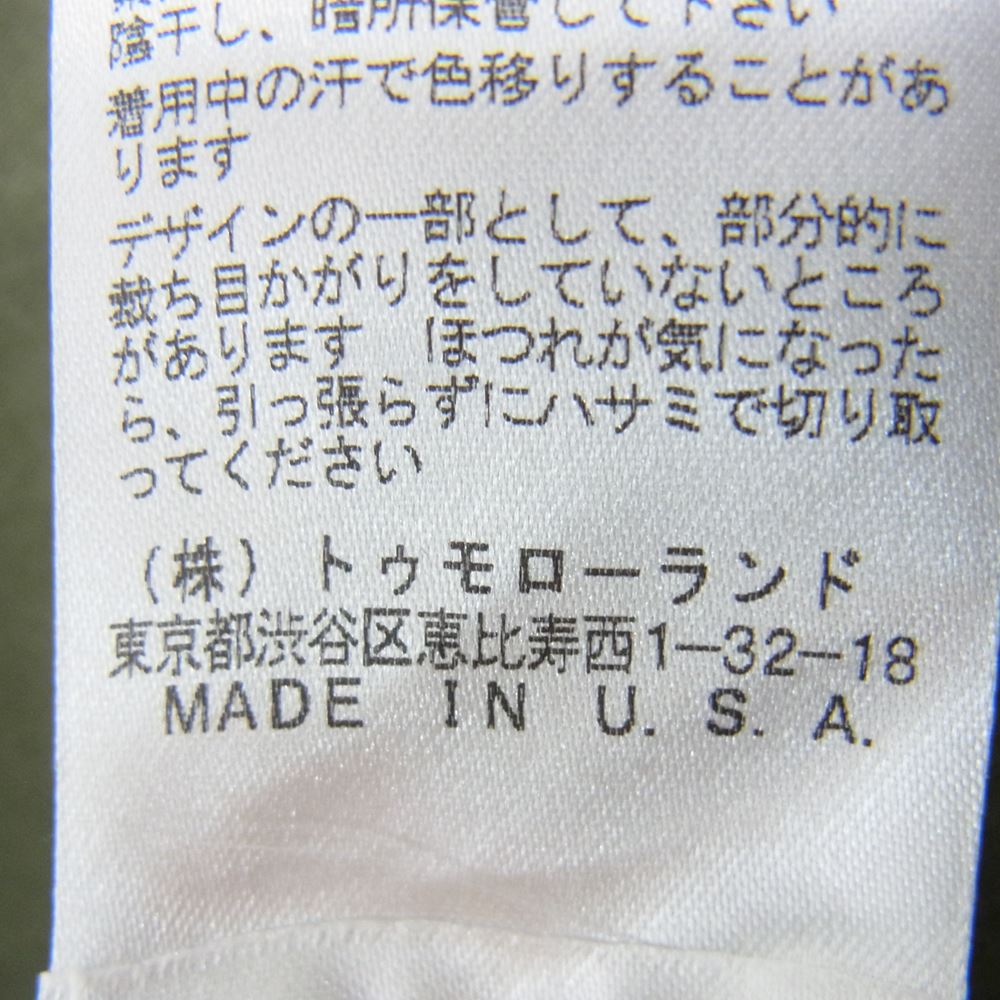 陰干し、暗所保管して下さい
着用中の汗で色移りすることがあ
ります
デザインの一部として、部分的に
裁ち目かがりをしていないところ
があります　ほつれが気になった
ら、引っ張らずにハサミで切り取
ってください
(株) トゥモローランド
東京都渋谷区恵比寿西1-32-18
MADE IN U. S. A.